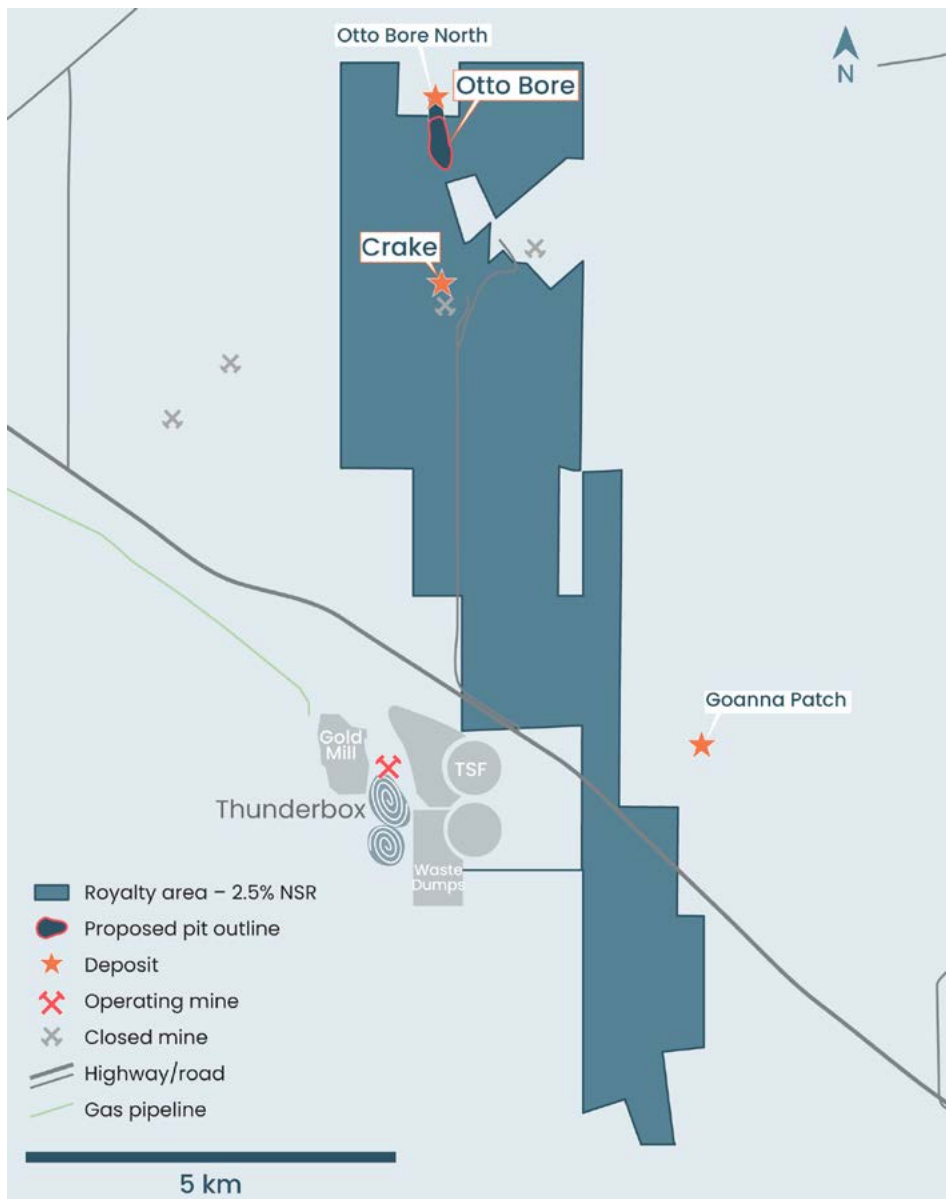 Otto Bore North
N
Otto Bore
Crake
Goanna Patch
Gold
Mill
TSF
Thunderbox
Waste
Dumps
Royalty area – 2.5% NSR
Proposed pit outline
Deposit
Operating mine
Closed mine
Highway/road
Gas pipeline
5 km